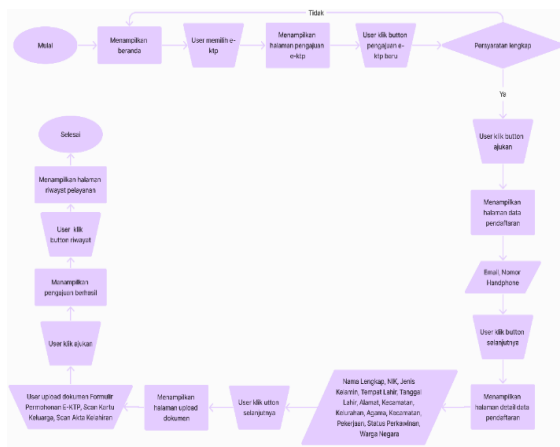 Tidak
Mulai
Menampilkan
beranda
User memilih e-
ktp
Menampilkan
halaman pengajuan
e-ktp
User klik button
pengajuan e-
ktp baru
Persyaratan lengkap
Ya
User klik button
ajukan
Menampilkan
halaman data
pendaftaran
Email, Nomor
Handphone
User klik button
selanjutnya
Menampilkan
halaman detail data
pendaftaran
Nama Lengkap, NIK, Jenis
Kelamin, Tempat Lahir, Tanggal
Lahir, Alamat, Kecamatan,
Kelurahan, Agama, Kecamatan,
Pekerjaan, Status Perkawinan,
Warga Negara
User klik utton
selanjutnya
Menampilkan
halaman upload
dokumen
User upload dokumen Formulir
Permohonan E-KTP, Scan Kartu
Keluarga, Scan Akta Kelahiran
User klik ajukan
Menampilkan
pengajuan berhasil
User klik
button riwayat
Menampilkan halaman
riwayat pelayanan
Selesai